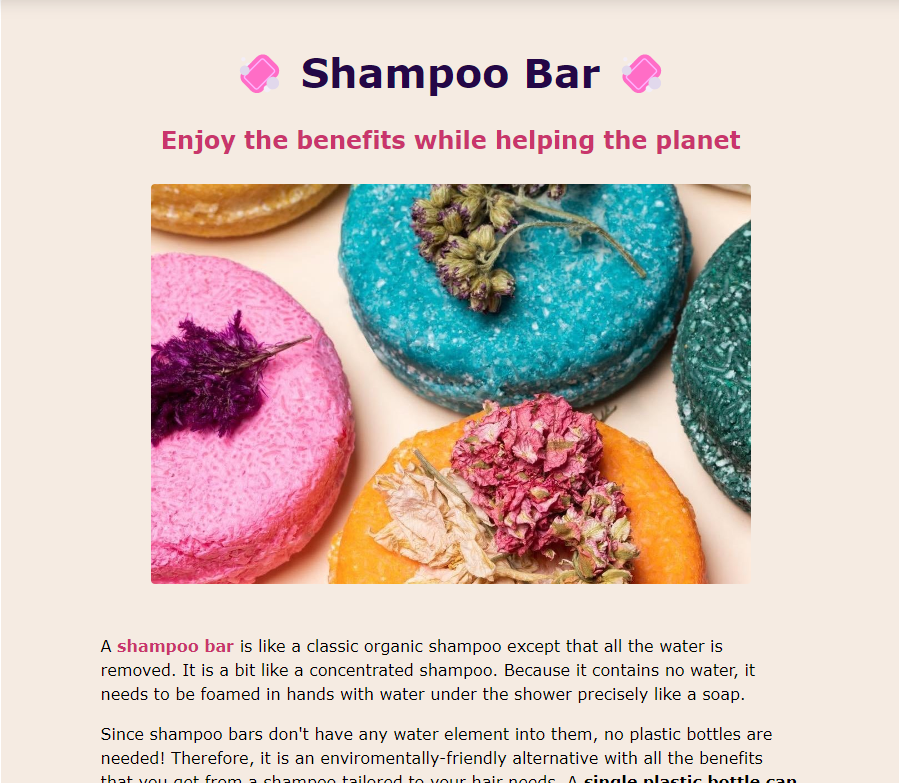 Shampoo Bar
Enjoy the benefits while helping the planet
A shampoo bar is like a classic organic shampoo except that all the water is
removed. It is a bit like a concentrated shampoo. Because it contains no water, it
needs to be foamed in hands with water under the shower precisely like a soap.
Since shampoo bars don't have any water element into them, no plastic bottles are
needed! Therefore, it is an enviromentally-friendly alternative with all the benefits
that you get from a shampoo tailored to your hair needs. A single plastic bottle can